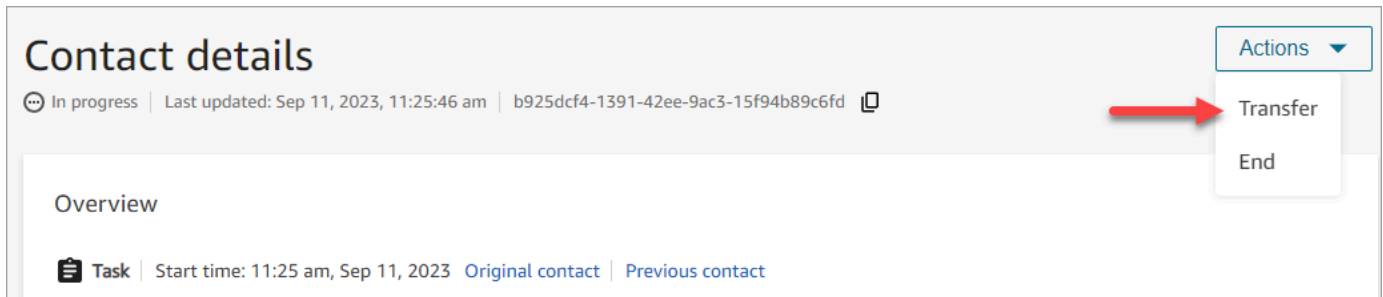 Contact details
Actions
In progress | Last updated: Sep 11, 2023, 11:25:46 am | b925dcf4-1391-42ee-9ac3-15f94b89c6fd
Transfer
End
Overview
Task | Start time: 11:25 am, Sep 11, 2023 Original contact | Previous contact